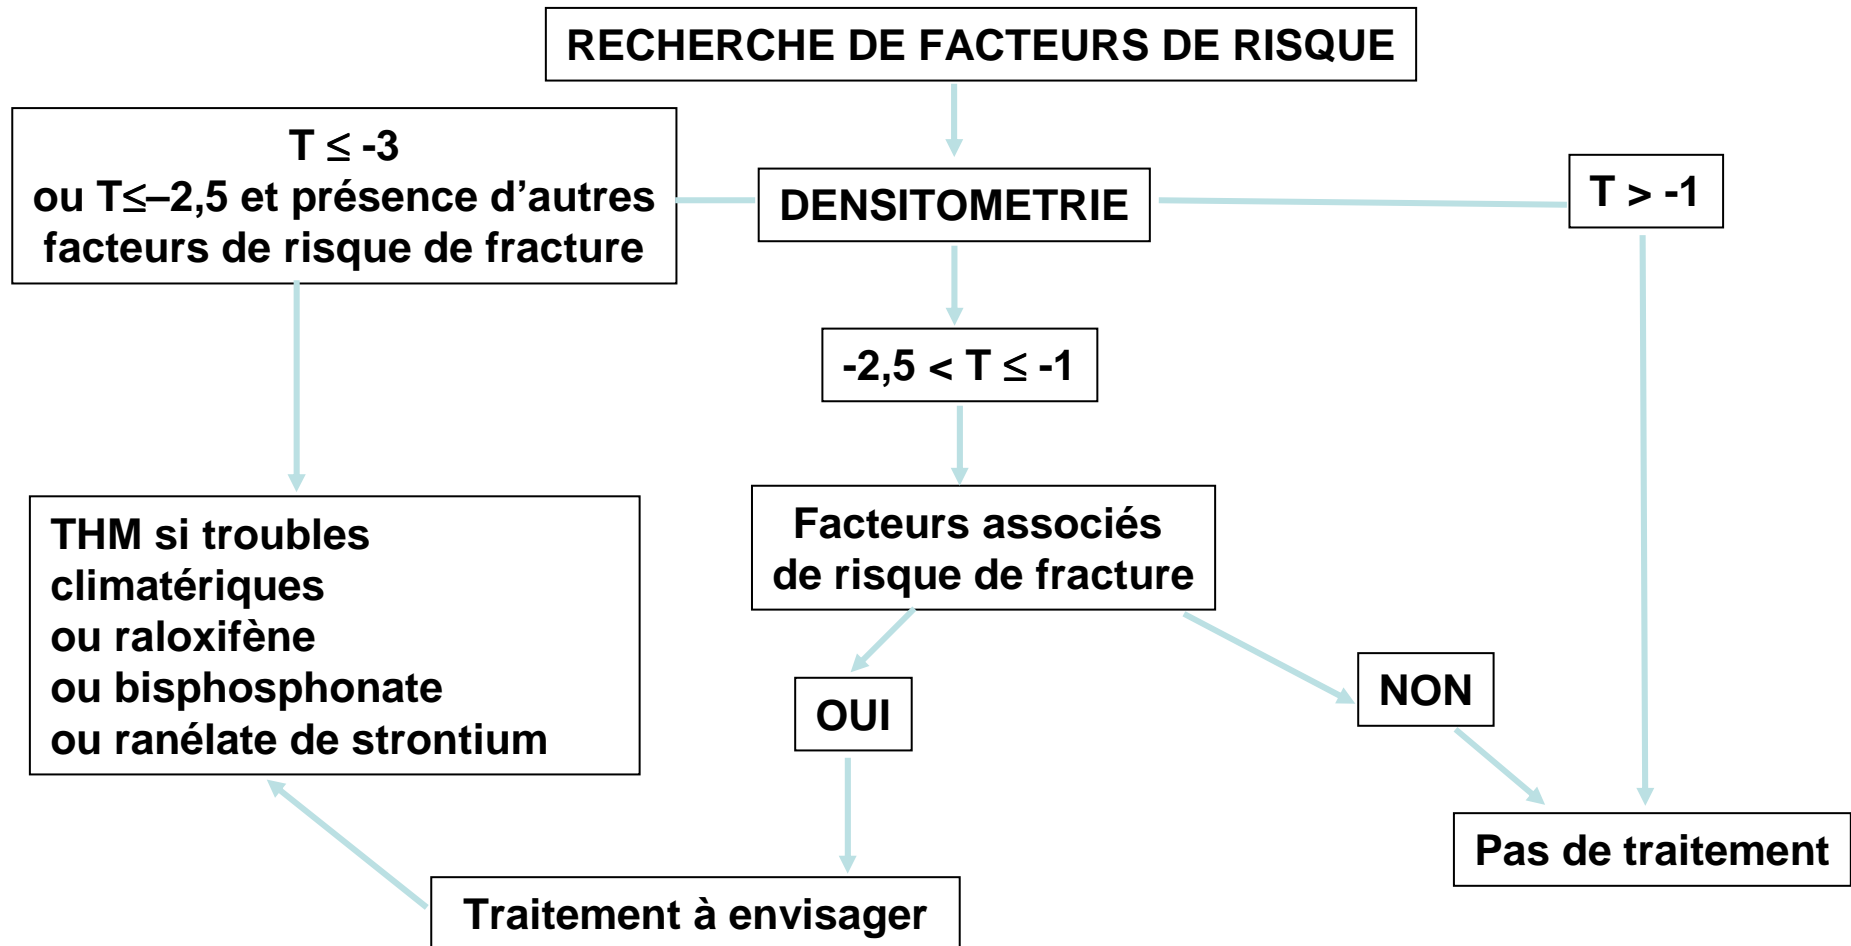 RECHERCHE DE FACTEURS DE RISQUE
T ≤ -3
ou T≤–2,5 et présence d’autres
facteurs de risque de fracture
DENSITOMETRIE
T > -1
-2,5 < T ≤ -1
THM si troubles
climatériques
ou raloxifène
ou bisphosphonate
ou ranélate de strontium
Facteurs associés
de risque de fracture
OUI
NON
Pas de traitement
Traitement à envisager